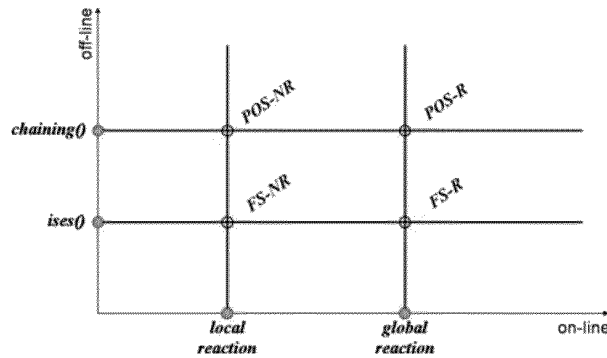 off-line
POS-NR
POS-R
chaining()
FS-NR
FS-R
ises()
local
reaction
global
reaction
on-line